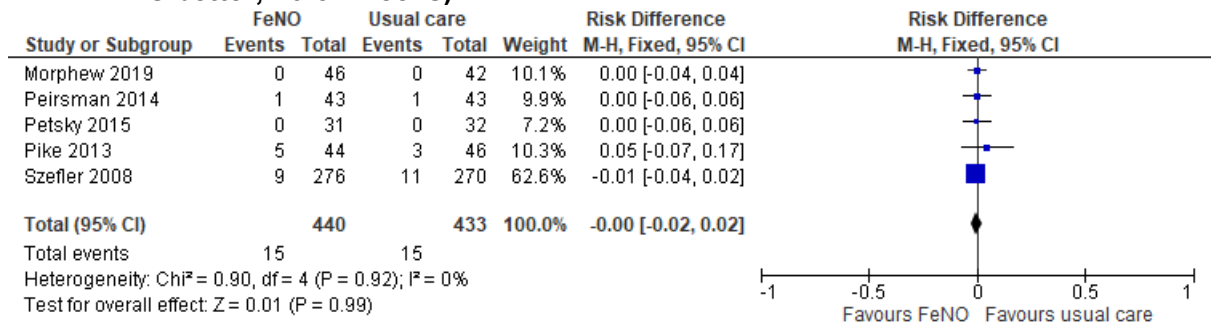 FeNO Usual care Risk Difference Risk Difference
Study or Subgroup Events Total Events Total Weight M-H, Fixed, 95% CI M-H, Fixed, 95% CI
Morphew 2019 0 46 0 42 10.1% 0.00 [-0.04, 0.04]
Peirsman 2014 1 43 1 43 9.9% 0.00 [-0.06, 0.06]
Petsky 2015 0 31 0 32 7.2% 0.00 [-0.06, 0.06]
Pike 2013 5 44 3 46 10.3% 0.05 [-0.07, 0.17]
Szefler 2008 9 276 11 270 62.6% -0.01 [-0.04, 0.02]
Total (95% CI) 440 433 100.0% -0.00 [-0.02, 0.02]
Total events 15 15
Heterogeneity: Chi² = 0.90, df = 4 (P = 0.92); I² = 0%
Test for overall effect: Z = 0.01 (P = 0.99)
-1 -0.5 0 0.5 1
Favours FeNO Favours usual care